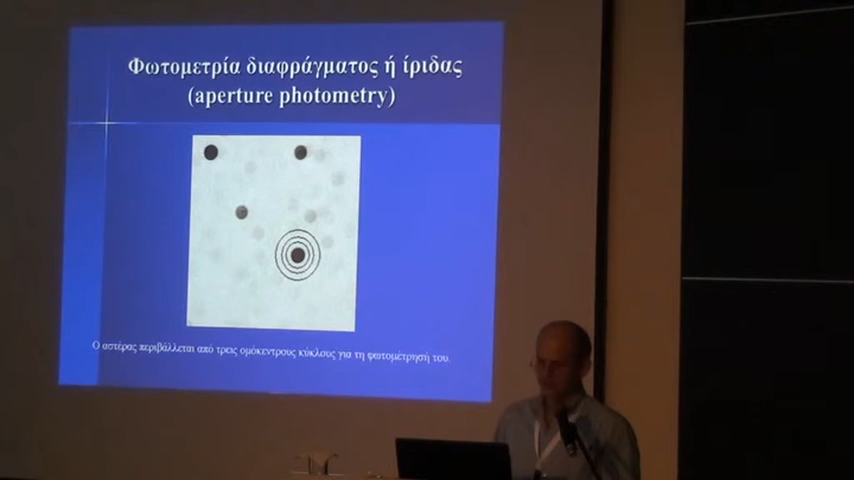 Φωτομετρία διαφράγματος ή ίριδας
(aperture photometry)
Ο αστέρας περιβάλλεται από τρεις ομόκεντρους κύκλους για τη φωτομέτρησή του.